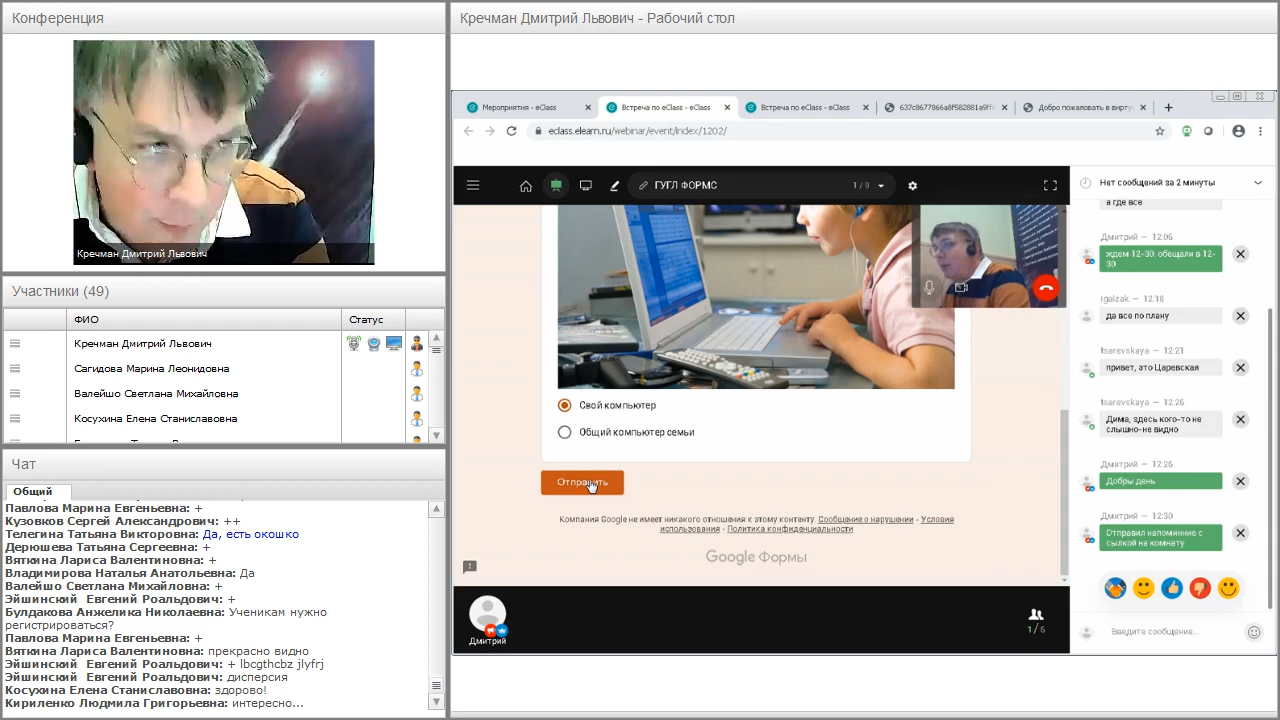 Конференция
Кречман Дмитрий Львович
Участники (49)
ФИО
Статус
Кречман Дмитрий Львович
Сагидова Марина Леонидовна
Валейшо Светлана Михайловна
Косухина Елена Станиславовна
Чат
Общий
Павлова Марина Евгеньевна: +
Кузовков Сергей Александрович: ++
Телегина Татьяна Викторовна: Да, есть окошко
Дерюшева Татьяна Сергеевна: +
Вяткина Лариса Валентиновна: +
Владимирова Наталья Анатольевна: Да
Валейшо Светлана Михайловна: +
Эйшинский Евгений Роальдович: +
Булдакова Анжелика Николаевна: Ученикам нужно
регистрироваться?
Павлова Марина Евгеньевна: +
Вяткина Лариса Валентиновна: прекрасно видно
Эйшинский Евгений Роальдович: + lbcgthcbz jlyfrj
Эйшинский Евгений Роальдович: дисперсия
Косухина Елена Станиславовна: здорово!
Кириленко Людмила Григорьевна: интересно...
Кречман Дмитрий Львович - Рабочий стол
Мероприятия - eClass
Встреча по eClass - eClass
Встреча по eClass - eClass
637c8677866a8f582881a9ff
Добро пожаловать в вирту
eclass.elearn.ru/webinar/event/index/1202/
ГУГЛ ФОРМС
1 / 9
Свой компьютер
Общий компьютер семьи
Отправить
Компания Google не имеет никакого отношения к этому контенту. Сообщение о нарушении - Условия
использования - Политика конфиденциальности
Google Формы
Дмитрий
1 / 5
Нет сообщений за 2 минуты
а где все
Дмитрий — 12:06
ждем 12-30. обещали в 12-
30
Igalzak — 12:18
да все по плану
tsarevskaya — 12:21
привет, это Царевская
tsarevskaya — 12:26
Дима, здесь кого-то не
слышно-не видно
Дмитрий — 12:26
Добры день
Дмитрий — 12:30
Отправил напоминние с
сылкой на комнату
Введите сообщение...